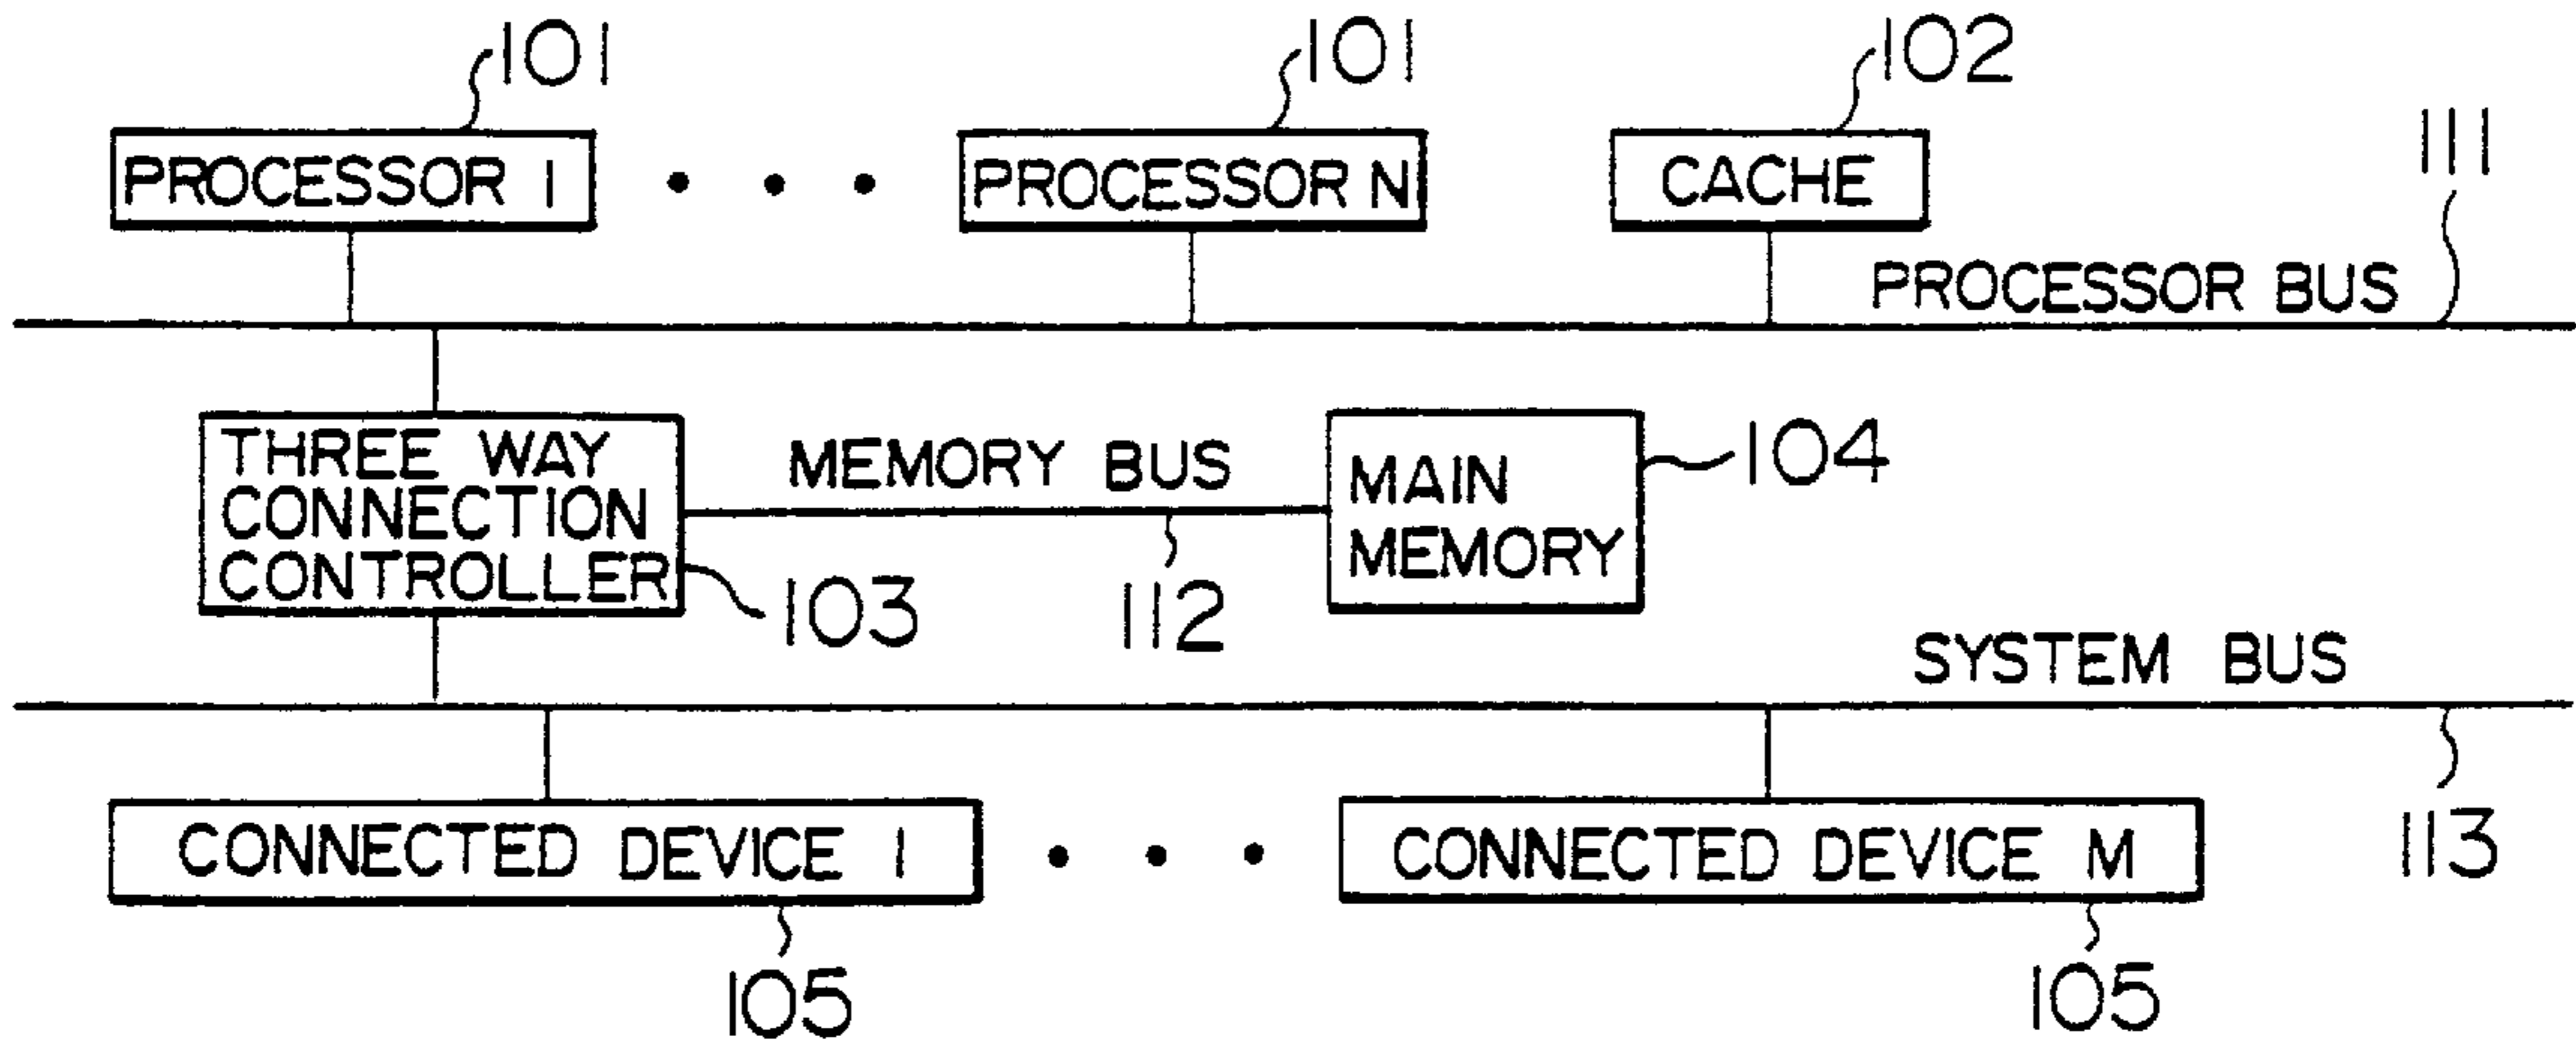 101
101
102
PROCESSOR 1
PROCESSOR N
CACHE
111
PROCESSOR BUS
THREE WAY
CONNECTION
CONTROLLER
MEMORY BUS
MAIN
MEMORY
104
103
112
SYSTEM BUS
CONNECTED DEVICE 1
CONNECTED DEVICE M
113
105
105